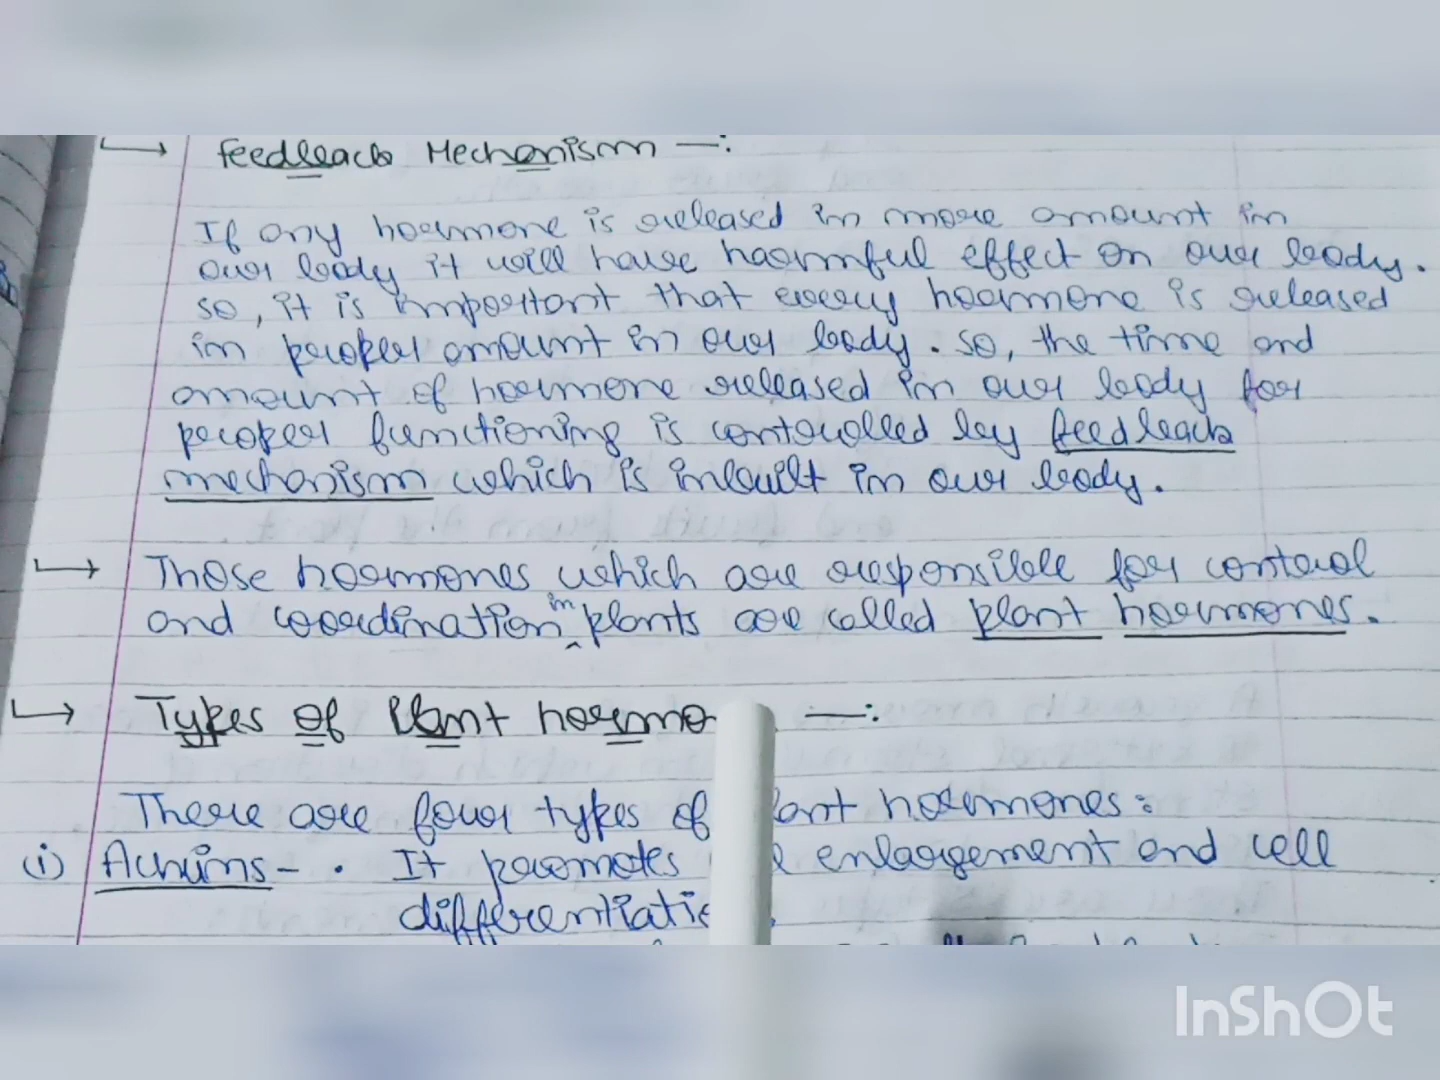 ↳ Feedback Mechanism —:
If any hormone is released in more amount in
our body it will have harmful effect on our body.
so, it is important that every hormone is released
in proper amount in our body. so, the time and
amount of hormone released in our body for
proper functioning is controlled by feedback
mechanism which is inbuilt in our body.
↳ Those hormones which are responsible for control
and coordination in plants are called plant hormones.
↳ Types of Plant hormo —:
There are four types of ant hormones:
(i) Achins - • It promotes enlargement and cell
differentiatio
InShOt